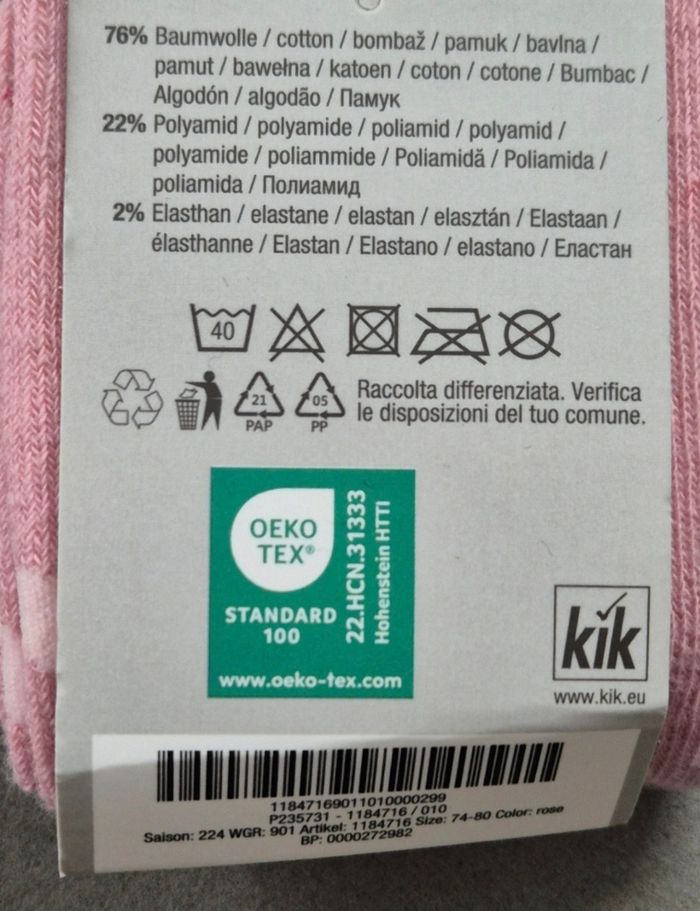 76% Baumwolle / cotton / bombaž / pamuk / bavlna /
pamut / bawełna / katoen / coton / cotone / Bumbac /
Algodón / algodão / Памук
22% Polyamid / polyamide / poliamid / polyamid /
polyamide / poliammide / Poliamidă / Poliamida /
poliamida / Полиамид
2% Elasthan / elastane / elastan / elasztán / Elastaan /
élasthanne / Elastan / Elastano / elastano / Еластан
40
21
PAP
05
PP
Raccolta differenziata. Verifica
le disposizioni del tuo comune.
OEKO
TEX®
STANDARD
100
22.HCN.31333
Hohenstein HTTI
www.oeko-tex.com
kik
www.kik.eu
11847169011010000299
P235731 - 1184716 / 010
Saison: 224 WGR: 901 Artikel: 1184716 Size: 74-80 Color: rose
BP: 0000272982